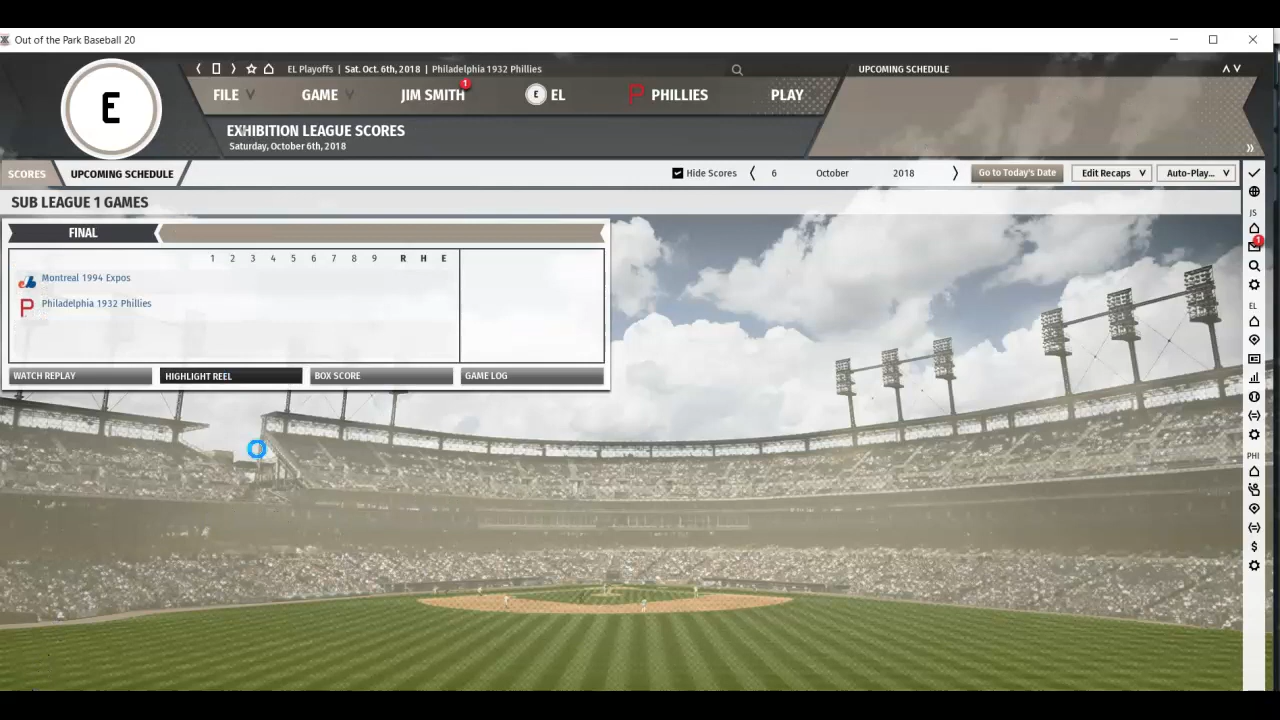 Out of the Park Baseball 20
EL Playoffs | Sat. Oct. 6th, 2018 | Philadelphia 1932 Phillies
UPCOMING SCHEDULE
E
FILE GAME JIM SMITH 1 E EL P PHILLIES PLAY
EXHIBITION LEAGUE SCORES
Saturday, October 6th, 2018
SCORES UPCOMING SCHEDULE Hide Scores 6 October 2018 Go to Today's Date Edit Recaps Auto-Play...
SUB LEAGUE 1 GAMES
FINAL
1 2 3 4 5 6 7 8 9 R H E
Montreal 1994 Expos
P Philadelphia 1932 Phillies
WATCH REPLAY HIGHLIGHT REEL BOX SCORE GAME LOG
JS
1
EL
PHI
$